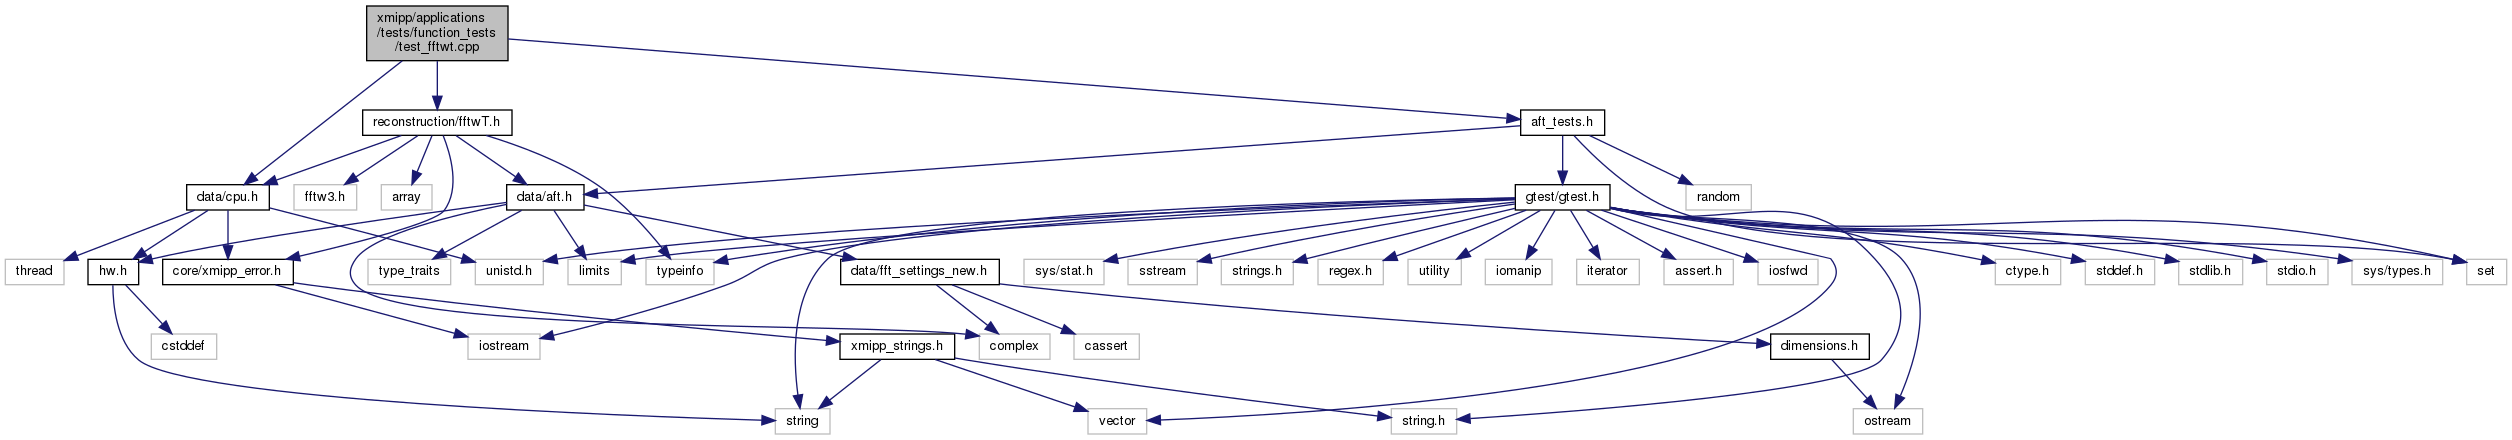 xmipp/applications
/tests/function_tests
/test_fftwt.cpp
reconstruction/fftwT.h
aft_tests.h
data/cpu.h
fftw3.h
array
data/aft.h
gtest/gtest.h
random
thread
hw.h
core/xmipp_error.h
type_traits
unistd.h
limits
typeinfo
data/fft_settings_new.h
sys/stat.h
sstream
strings.h
regex.h
utility
iomanip
iterator
assert.h
iosfwd
ctype.h
stddef.h
stdlib.h
stdio.h
sys/types.h
set
cstddef
iostream
xmipp_strings.h
complex
cassert
dimensions.h
string
vector
string.h
ostream